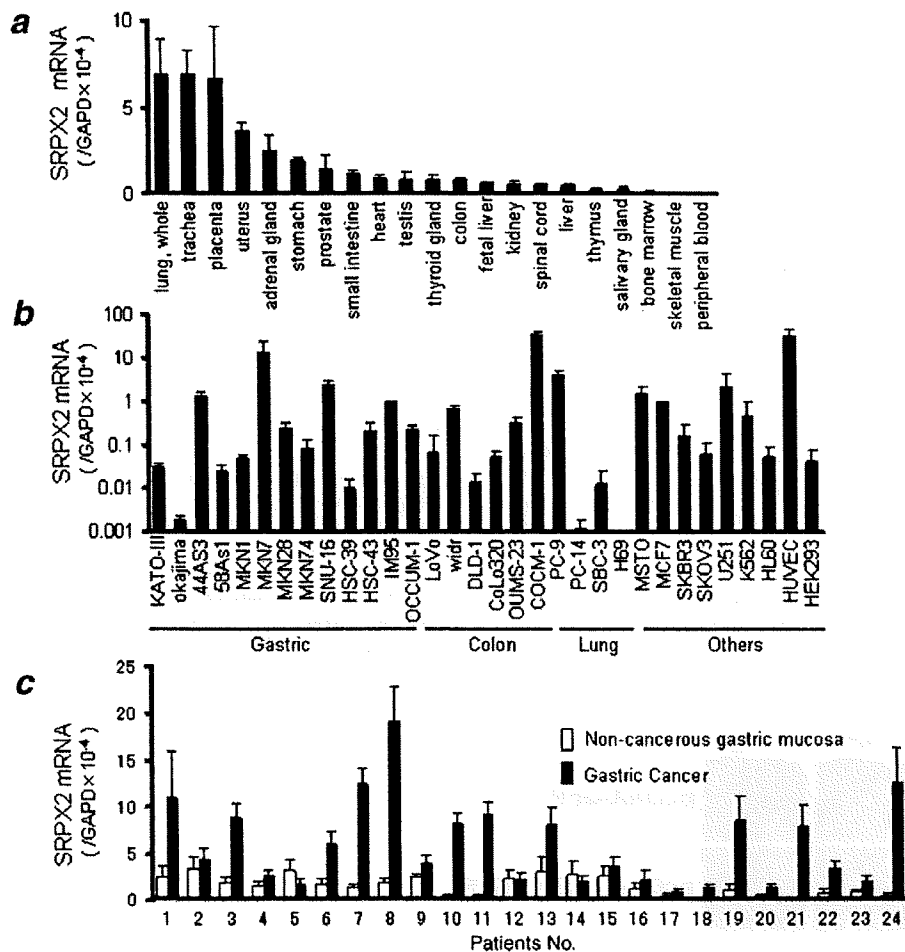 a
SRPX2 mRNA
(/GAPD×10⁻⁴)
10
5
0
lung, whole
trachea
placenta
uterus
adrenal gland
stomach
prostate
small intestine
heart
testis
thyroid gland
colon
fetal liver
kidney
spinal cord
liver
thymus
salivary gland
bone marrow
skeletal muscle
peripheral blood
b
SRPX2 mRNA
(/GAPD×10⁻⁴)
100
10
1
0.1
0.01
0.001
KATO-III
okajima
44AS3
58As1
MKN1
MKN7
MKN28
MKN74
SNU-16
HSC-39
HSC-43
IM95
OCCUM-1
LoVo
widr
DLD-1
CoLo320
OUMS-23
COCM-1
PC-9
PC-14
SBC-3
H69
MSTO
MCF7
SKBR3
SKOV3
U251
K562
HL60
HUVEC
HEK293
Gastric Colon Lung Others
c
SRPX2 mRNA
(/GAPD×10⁻⁴)
25
20
15
10
5
0
Non-cancerous gastric mucosa
Gastric Cancer
1 2 3 4 5 6 7 8 9 10 11 12 13 14 15 16 17 18 19 20 21 22 23 24
Patients No.